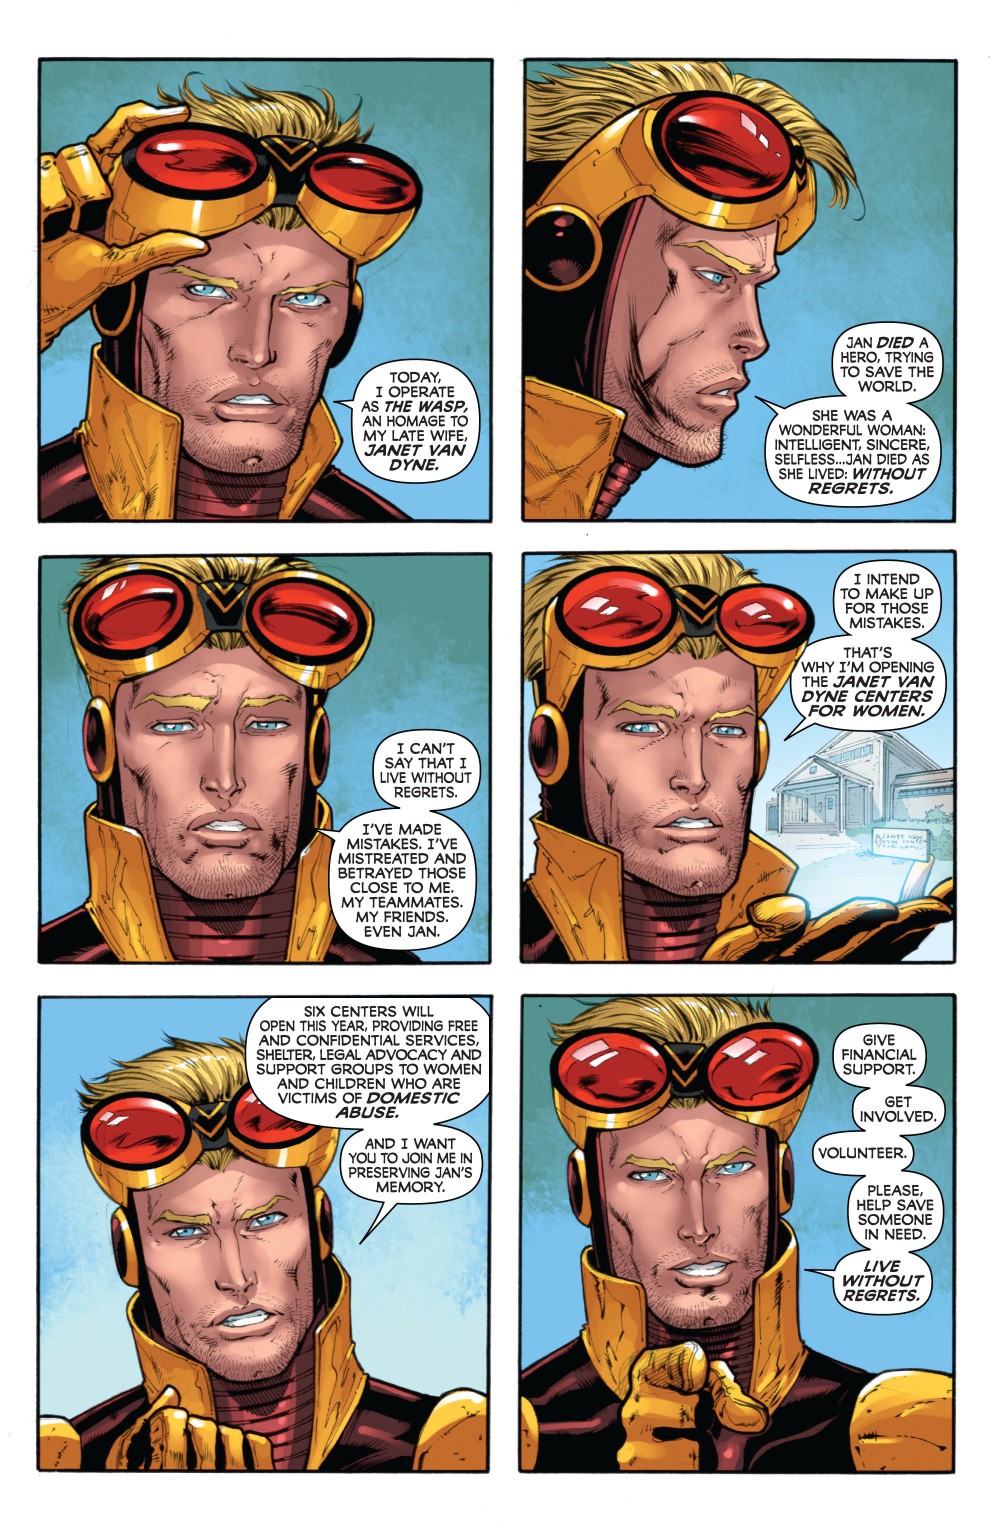 TODAY,
I OPERATE
AS THE WASP,
AN HOMAGE TO
MY LATE WIFE,
JANET VAN
DYNE.
JAN DIED A
HERO, TRYING
TO SAVE THE
WORLD.
SHE WAS A
WONDERFUL WOMAN:
INTELLIGENT, SINCERE,
SELFLESS...JAN DIED AS
SHE LIVED: WITHOUT
REGRETS.
I CAN'T
SAY THAT I
LIVE WITHOUT
REGRETS.
I'VE MADE
MISTAKES. I'VE
MISTREATED AND
BETRAYED THOSE
CLOSE TO ME.
MY TEAMMATES.
MY FRIENDS.
EVEN JAN.
I INTEND
TO MAKE UP
FOR THOSE
MISTAKES.
THAT'S
WHY I'M OPENING
THE JANET VAN
DYNE CENTERS
FOR WOMEN.
JANET VAN
DYNE CENTER
FOR
SIX CENTERS WILL
OPEN THIS YEAR, PROVIDING FREE
AND CONFIDENTIAL SERVICES,
SHELTER, LEGAL ADVOCACY AND
SUPPORT GROUPS TO WOMEN
AND CHILDREN WHO ARE
VICTIMS OF DOMESTIC
ABUSE.
AND I WANT
YOU TO JOIN ME IN
PRESERVING JAN'S
MEMORY.
GIVE
FINANCIAL
SUPPORT.
GET
INVOLVED.
VOLUNTEER.
PLEASE,
HELP SAVE
SOMEONE
IN NEED.
LIVE
WITHOUT
REGRETS.